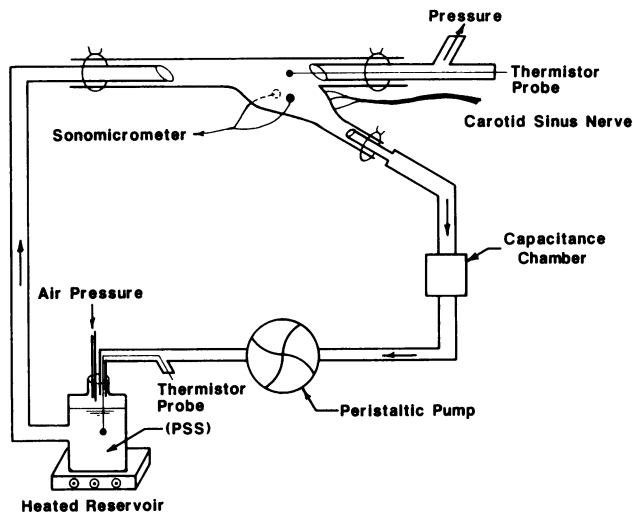 Pressure
Thermistor
Probe
Carotid Sinus Nerve
Sonomicrometer
Capacitance
Chamber
Air Pressure
Thermistor
Probe
Peristaltic Pump
(PSS)
Heated Reservoir